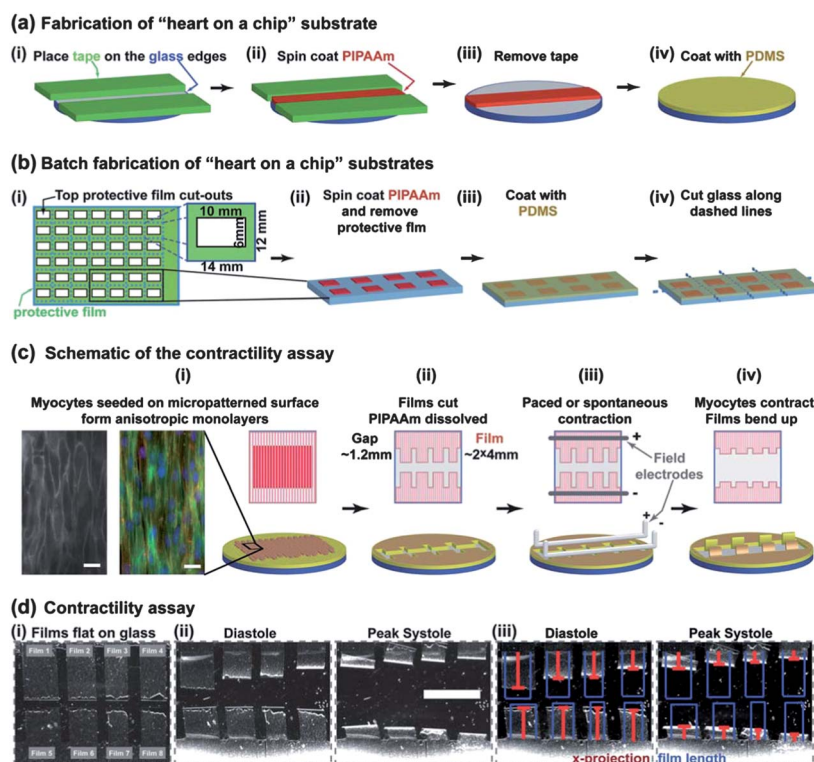 (a) Fabrication of “heart on a chip” substrate
(i) Place tape on the glass edges
(ii) Spin coat PIPAAm
(iii) Remove tape
(iv) Coat with PDMS
(b) Batch fabrication of “heart on a chip” substrates
(i)
Top protective film cut-outs
10 mm
6mm
12 mm
14 mm
protective film
(ii) Spin coat PIPAAm
and remove
protective flm
(iii) Coat with
PDMS
(iv) Cut glass along
dashed lines
(c) Schematic of the contractility assay
(i)
Myocytes seeded on micropatterned surface
form anisotropic monolayers
(ii)
Films cut
PIPAAm dissolved
Gap
~1.2mm
Film
~2x4mm
(iii)
Paced or spontaneous
contraction
+
-
Field
electrodes
+
-
(iv)
Myocytes contract
Films bend up
(d) Contractility assay
(i) Films flat on glass
Film 1 Film 2 Film 3 Film 4
Film 5 Film 6 Film 7 Film 8
(ii) Diastole
Peak Systole
(iii) Diastole
Peak Systole
x-projection film length